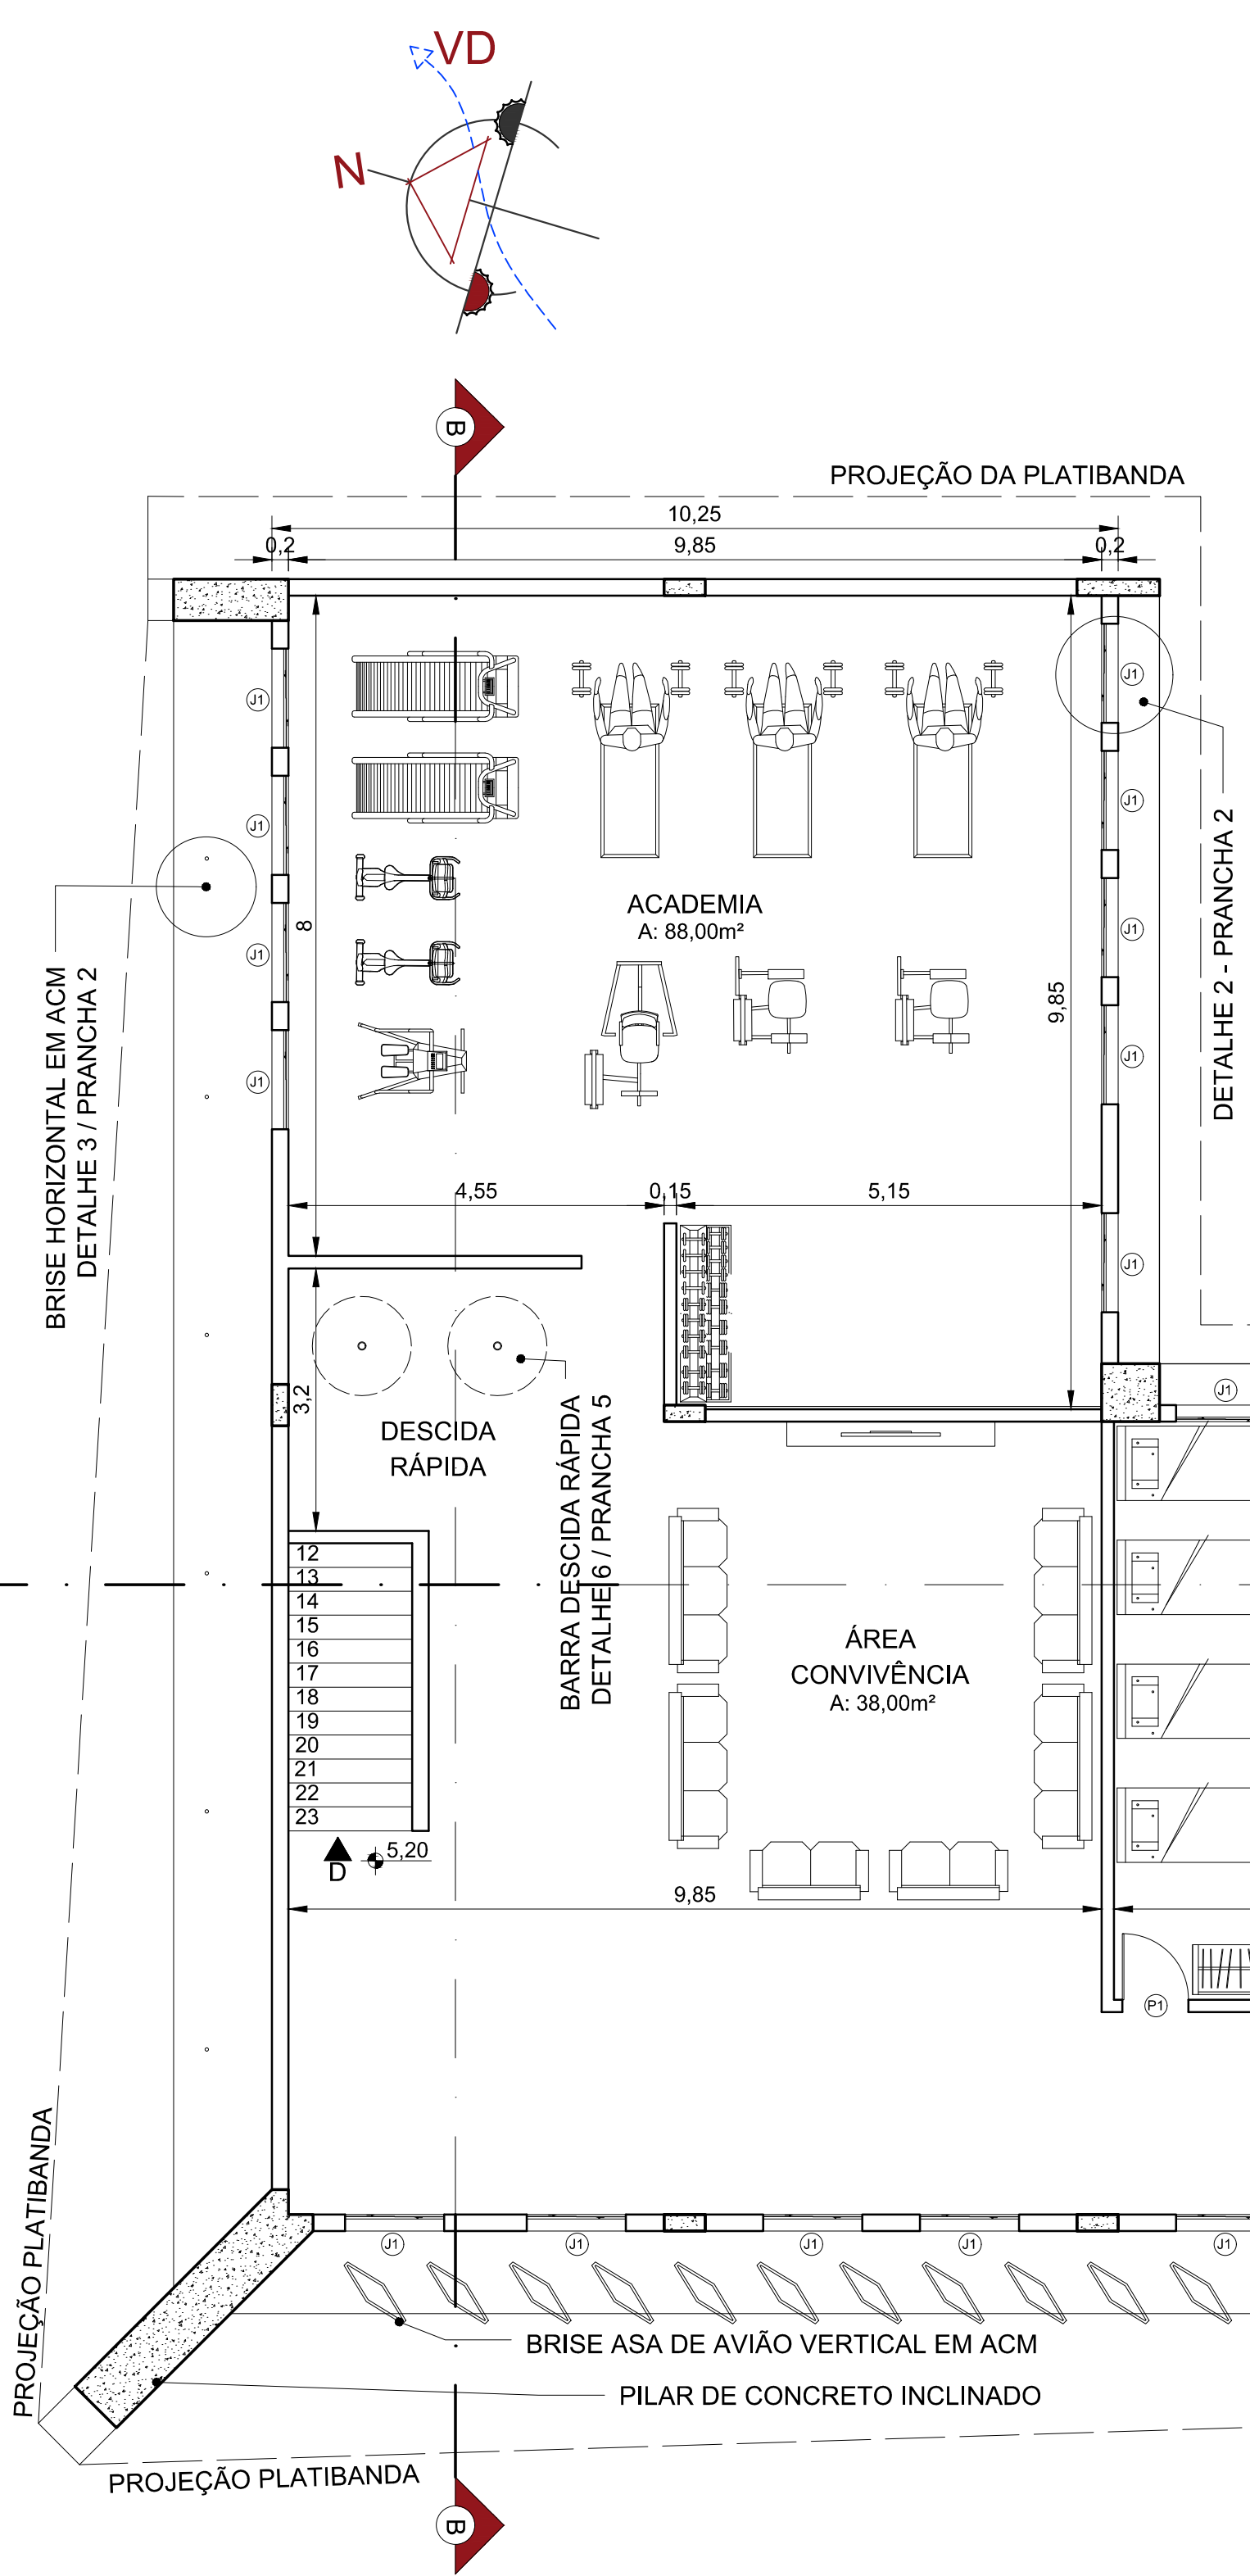 VD
N
B
PROJEÇÃO DA PLATIBANDA
10,25
0,2
9,85
0,2
J1
J1
J1
J1
J1
J1
J1
J1
J1
BRISE HORIZONTAL EM ACM
DETALHE 3 / PRANCHA 2
8
ACADEMIA
A: 88,00m²
9,85
DETALHE 2 - PRANCHA 2
4,55
0,15
5,15
3,2
DESCIDA
RÁPIDA
BARRA DESCIDA RÁPIDA
DETALHE 6 / PRANCHA 5
J1
12
13
14
15
16
17
18
19
20
21
22
23
D
5,20
ÁREA
CONVIVÊNCIA
A: 38,00m²
9,85
P1
PROJEÇÃO PLATIBANDA
J1
J1
J1
J1
J1
BRISE ASA DE AVIÃO VERTICAL EM ACM
PILAR DE CONCRETO INCLINADO
PROJEÇÃO PLATIBANDA
B